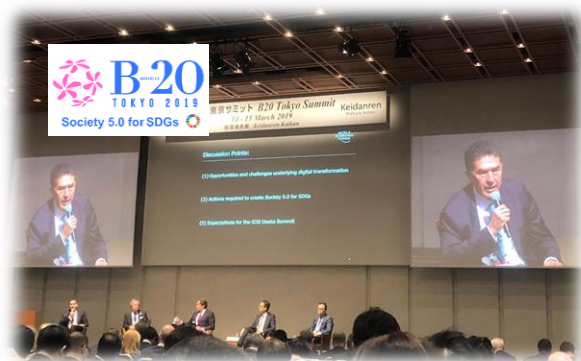 B20
TOKYO 2019
Society 5.0 for SDGs
東京サミット B20 Tokyo Summit
Keidanren
14 - 15 March 2019
Keidanren Kaikan
Discussion Points:
(1) Opportunities and challenges underlying digital transformation
(2) Actions required to create Society 5.0 for SDGs
(3) Expectations for the G20 Osaka Summit